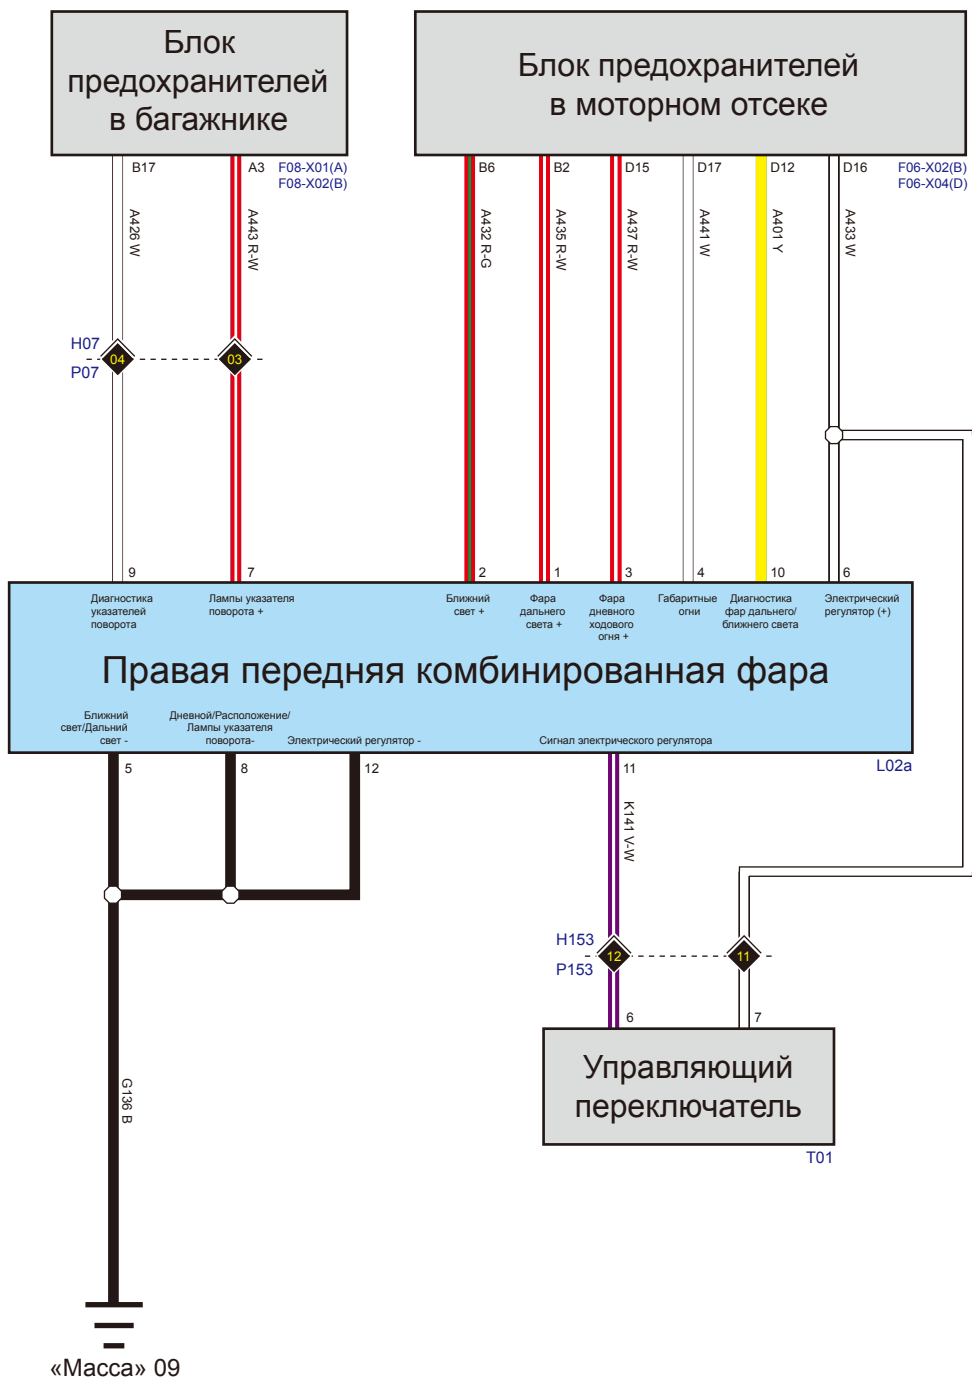 Блок
предохранителей
в багажнике
Блок предохранителей
в моторном отсеке
B17
A3
F08-X01(A)
F08-X02(B)
B6
B2
D15
D17
D12
D16
F06-X02(B)
F06-X04(D)
A426 W
A443 R-W
A432 R-G
A435 R-W
A437 R-W
A441 W
A401 Y
A433 W
H07
P07
04
03
9
7
2
1
3
4
10
6
Диагностика
указателей
поворота
Лампы указателя
поворота +
Ближний
свет +
Фара
дальнего
света +
Фара
дневного
ходового
огня +
Габаритные
огни
Диагностика
фар дальнего/
ближнего света
Электрический
регулятор (+)
Правая передняя комбинированная фара
Ближний
свет/Дальний
свет -
Дневной/Расположение/
Лампы указателя
поворота-
Электрический регулятор -
Сигнал электрического регулятора
L02a
5
8
12
11
K141 V-W
H153
P153
12
11
6
7
Управляющий
переключатель
T01
G136 B
«Масса» 09